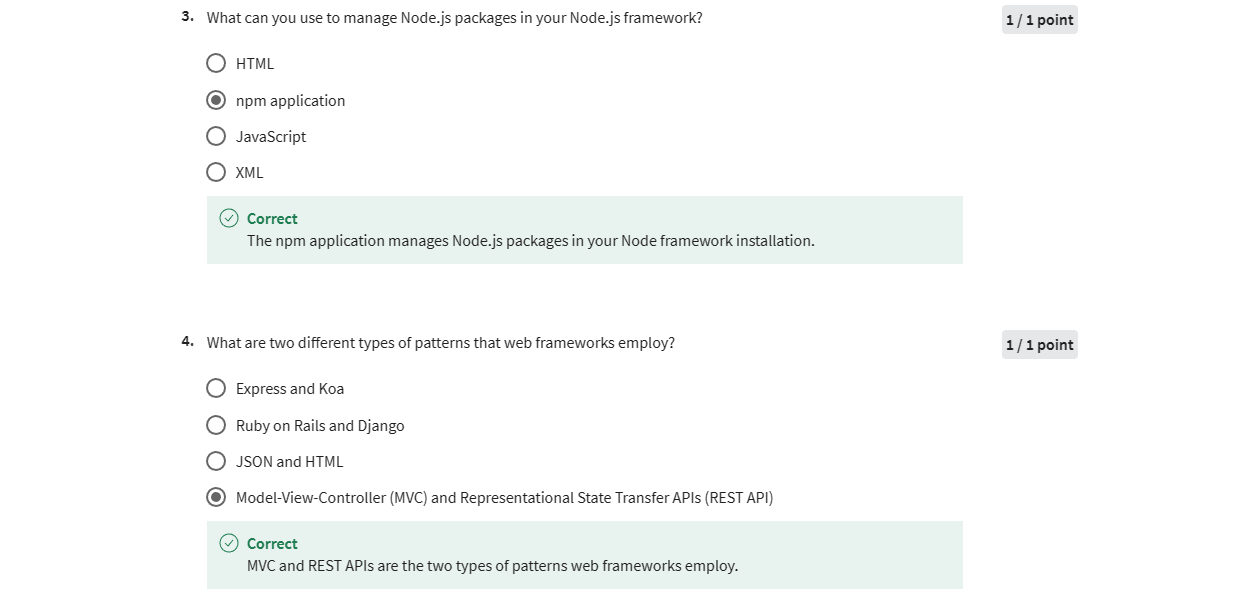 3. What can you use to manage Node.js packages in your Node.js framework? 1 / 1 point
HTML
npm application
JavaScript
XML
Correct
The npm application manages Node.js packages in your Node framework installation.
4. What are two different types of patterns that web frameworks employ? 1 / 1 point
Express and Koa
Ruby on Rails and Django
JSON and HTML
Model-View-Controller (MVC) and Representational State Transfer APIs (REST API)
Correct
MVC and REST APIs are the two types of patterns web frameworks employ.